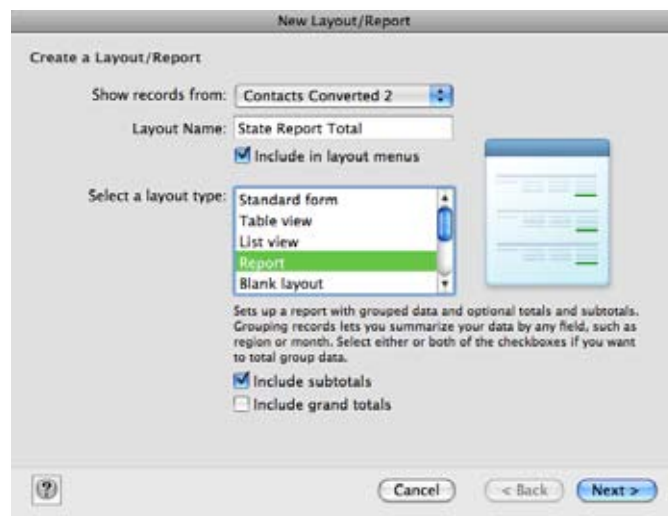 New Layout/Report
Create a Layout/Report
Show records from: Contacts Converted 2
Layout Name: State Report Total
Include in layout menus
Select a layout type: Standard form
Table view
List view
Report
Blank layout
Sets up a report with grouped data and optional totals and subtotals.
Grouping records lets you summarize your data by any field, such as
region or month. Select either or both of the checkboxes if you want
to total group data.
Include subtotals
Include grand totals
? Cancel < Back Next >